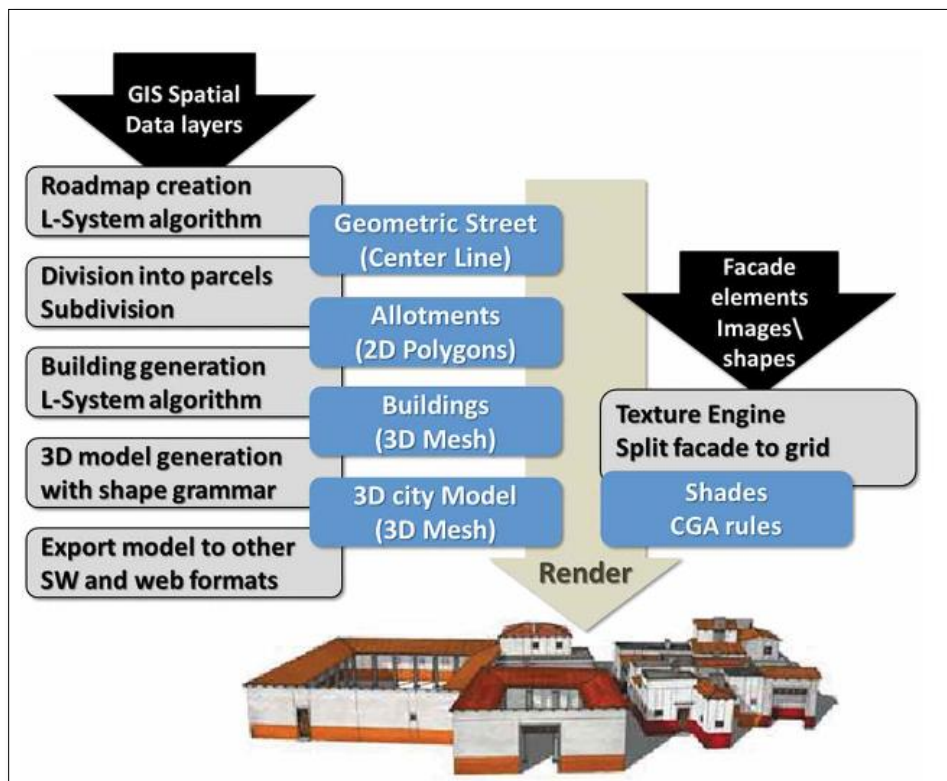 GIS Spatial
Data layers
Roadmap creation
L-System algorithm
Geometric Street
(Center Line)
Division into parcels
Subdivision
Allotments
(2D Polygons)
Building generation
L-System algorithm
Buildings
(3D Mesh)
3D model generation
with shape grammar
3D city Model
(3D Mesh)
Export model to other
SW and web formats
Facade
elements
Images\
shapes
Texture Engine
Split facade to grid
Shades
CGA rules
Render